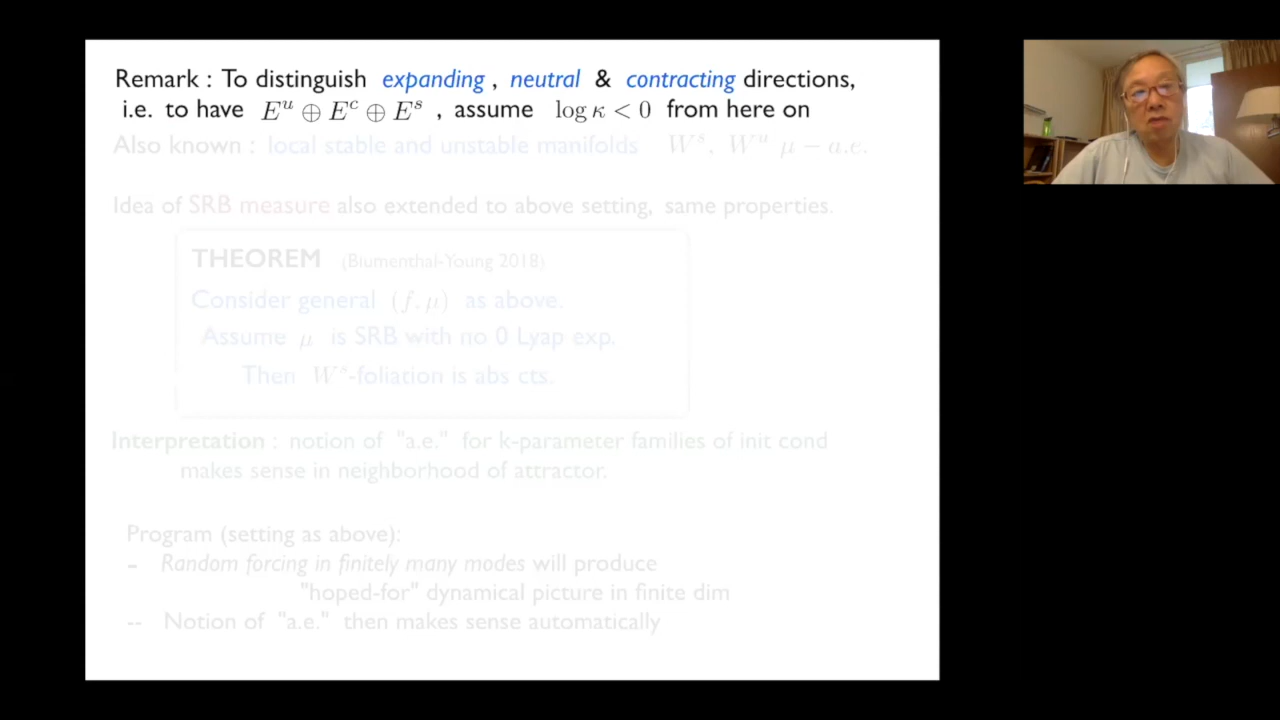 Remark : To distinguish expanding , neutral & contracting directions,
i.e. to have E^u ⊕ E^c ⊕ E^s , assume log κ < 0 from here on
Also known : local stable and unstable manifolds W^s, W^u μ − a.e.
Idea of SRB measure also extended to above setting, same properties.
THEOREM (Blumenthal-Young 2018)
Consider general (f, μ) as above.
Assume μ is SRB with no 0 Lyap exp.
Then W^s-foliation is abs cts.
Interpretation : notion of "a.e." for k-parameter families of init cond
makes sense in neighborhood of attractor.
Program (setting as above):
- Random forcing in finitely many modes will produce
"hoped-for" dynamical picture in finite dim
-- Notion of "a.e." then makes sense automatically